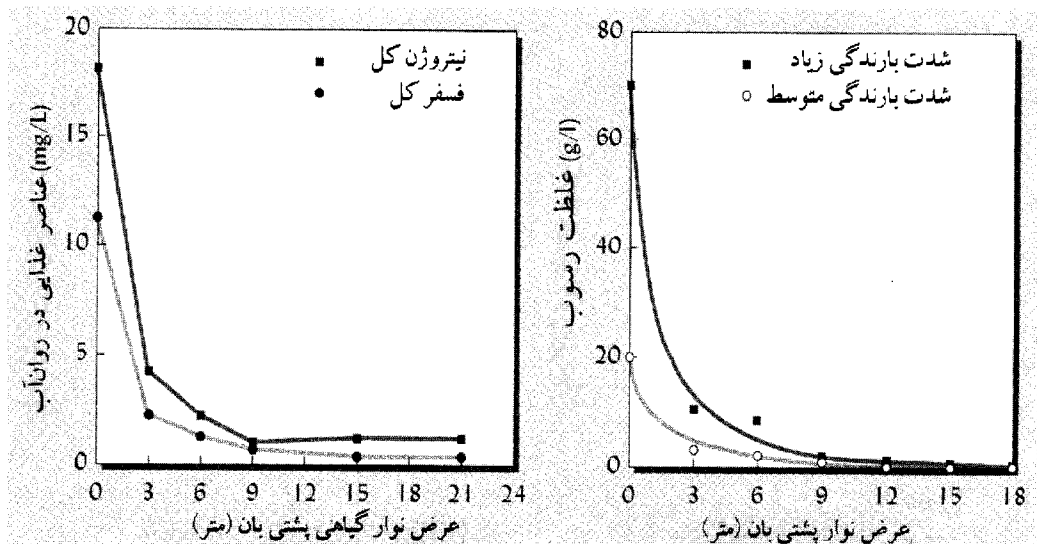 20
15
10
5
0
نیتروژن کل
فسفر کل
عناصر غذایی در روان‌آب (mg/L)
0 3 6 9 12 15 18 21 24
عرض نوار گیاهی پشتی بان (متر)
80
60
40
20
0
شدت بارندگی زیاد
شدت بارندگی متوسط
غلظت رسوب (g/l)
0 3 6 9 12 15 18
عرض نوار پشتی بان (متر)